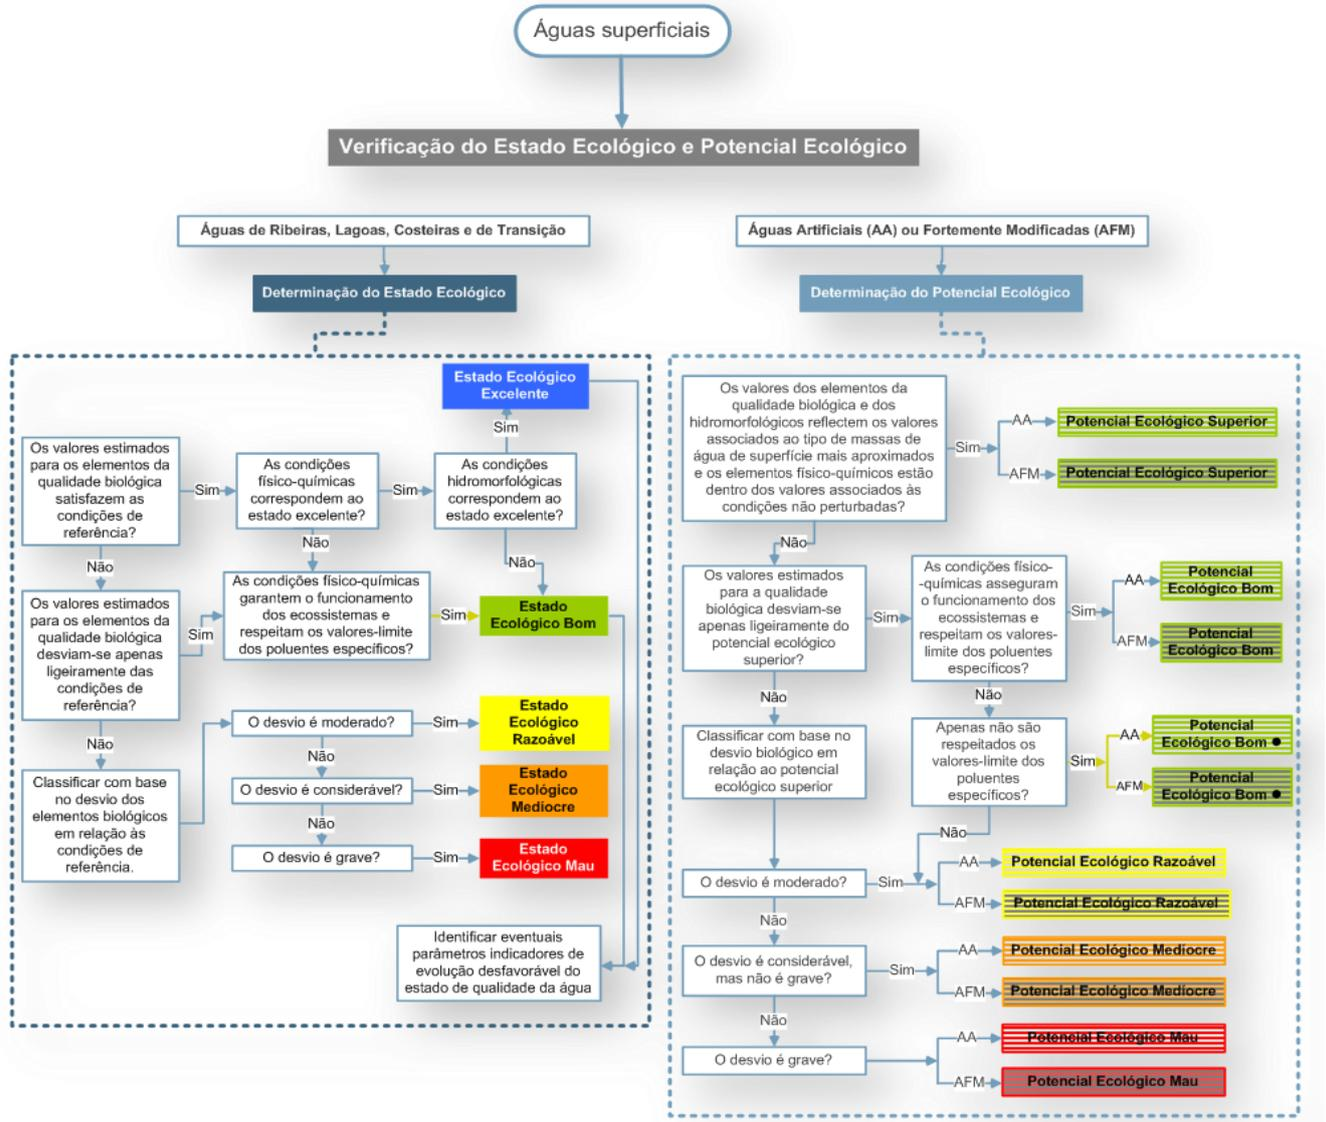 Águas superficiais
Verificação do Estado Ecológico e Potencial Ecológico
Águas de Ribeiras, Lagoas, Costeiras e de Transição
Determinação do Estado Ecológico
Estado Ecológico
Excelente
Sim
Os valores estimados
para os elementos da
qualidade biológica
satisfazem as
condições de
referência?
Sim
As condições
físico-químicas
correspondem ao
estado excelente?
Sim
As condições
hidromorfológicas
correspondem ao
estado excelente?
Não
Não
Não
Os valores estimados
para os elementos da
qualidade biológica
desviam-se apenas
ligeiramente das
condições de
referência?
Sim
As condições físico-químicas
garantem o funcionamento
dos ecossistemas e
respeitam os valores-limite
dos poluentes específicos?
Sim
Estado
Ecológico Bom
Não
Classificar com base
no desvio dos
elementos biológicos
em relação às
condições de
referência.
O desvio é moderado?
Sim
Estado
Ecológico
Razoável
Não
O desvio é considerável?
Sim
Estado
Ecológico
Medíocre
Não
O desvio é grave?
Sim
Estado
Ecológico Mau
Identificar eventuais
parâmetros indicadores de
evolução desfavorável do
estado de qualidade da água
Águas Artificiais (AA) ou Fortemente Modificadas (AFM)
Determinação do Potencial Ecológico
Os valores dos elementos da
qualidade biológica e dos
hidromorfológicos reflectem os valores
associados ao tipo de massas de
água de superfície mais aproximados
e os elementos físico-químicos estão
dentro dos valores associados às
condições não perturbadas?
Sim
AA
Potencial Ecológico Superior
AFM
Potencial Ecológico Superior
Não
Os valores estimados
para a qualidade
biológica desviam-se
apenas ligeiramente do
potencial ecológico
superior?
Sim
As condições físico-
-químicas asseguram
o funcionamento dos
ecossistemas e
respeitam os valores-
limite dos poluentes
específicos?
Sim
AA
Potencial
Ecológico Bom
AFM
Potencial
Ecológico Bom
Não
Não
Classificar com base no
desvio biológico em
relação ao potencial
ecológico superior
Apenas não são
respeitados os
valores-limite dos
poluentes
específicos?
Sim
AA
Potencial
Ecológico Bom ●
AFM
Potencial
Ecológico Bom ●
Não
O desvio é moderado?
Sim
AA
Potencial Ecológico Razoável
AFM
Potencial Ecológico Razoável
Não
O desvio é considerável,
mas não é grave?
Sim
AA
Potencial Ecológico Medíocre
AFM
Potencial Ecológico Medíocre
Não
O desvio é grave?
AA
Potencial Ecológico Mau
AFM
Potencial Ecológico Mau